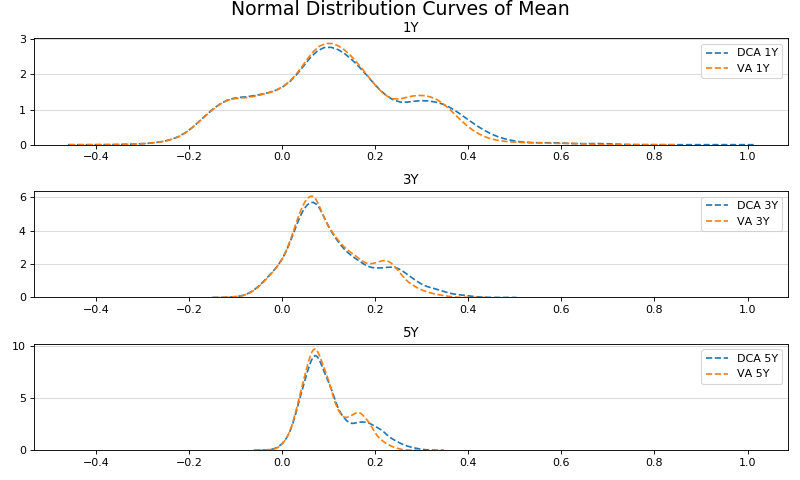 Normal Distribution Curves of Mean
1Y
3
2
1
0
DCA 1Y
VA 1Y
−0.4 −0.2 0.0 0.2 0.4 0.6 0.8 1.0
3Y
6
4
2
0
DCA 3Y
VA 3Y
−0.4 −0.2 0.0 0.2 0.4 0.6 0.8 1.0
5Y
10
5
0
DCA 5Y
VA 5Y
−0.4 −0.2 0.0 0.2 0.4 0.6 0.8 1.0